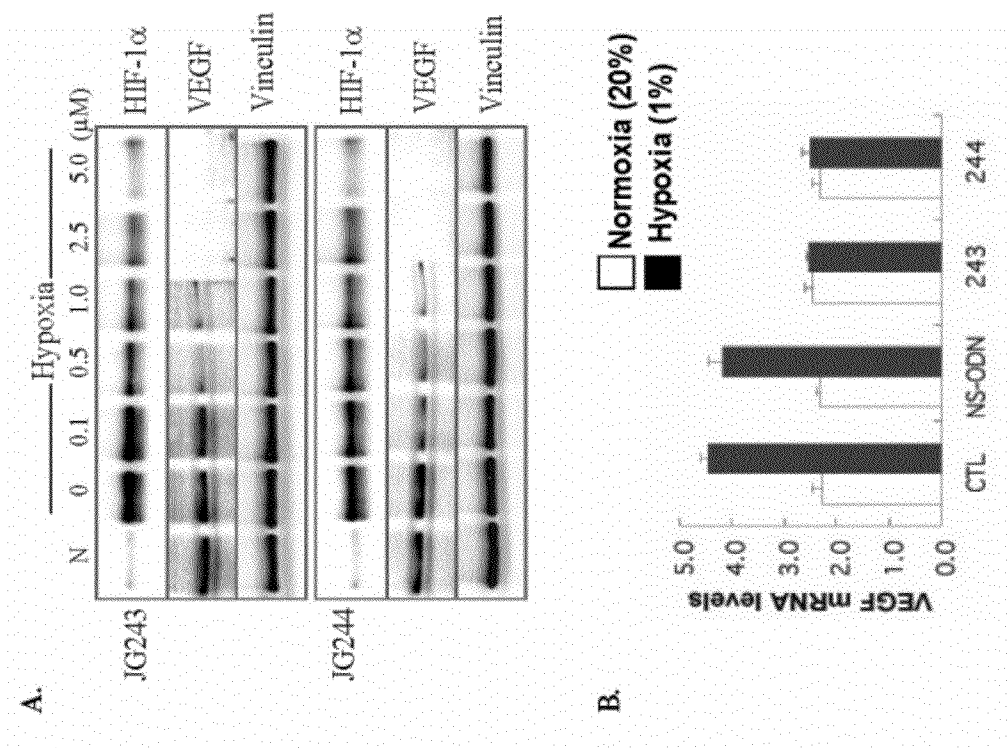 A.
Hypoxia
N 0 0.1 0.5 1.0 2.5 5.0 (µM)
JG243
HIF-1α
VEGF
Vinculin
JG244
HIF-1α
VEGF
Vinculin
B.
Normoxia (20%)
Hypoxia (1%)
VEGF mRNA levels
5.0
4.0
3.0
2.0
1.0
0.0
CTL NS-ODN 243 244